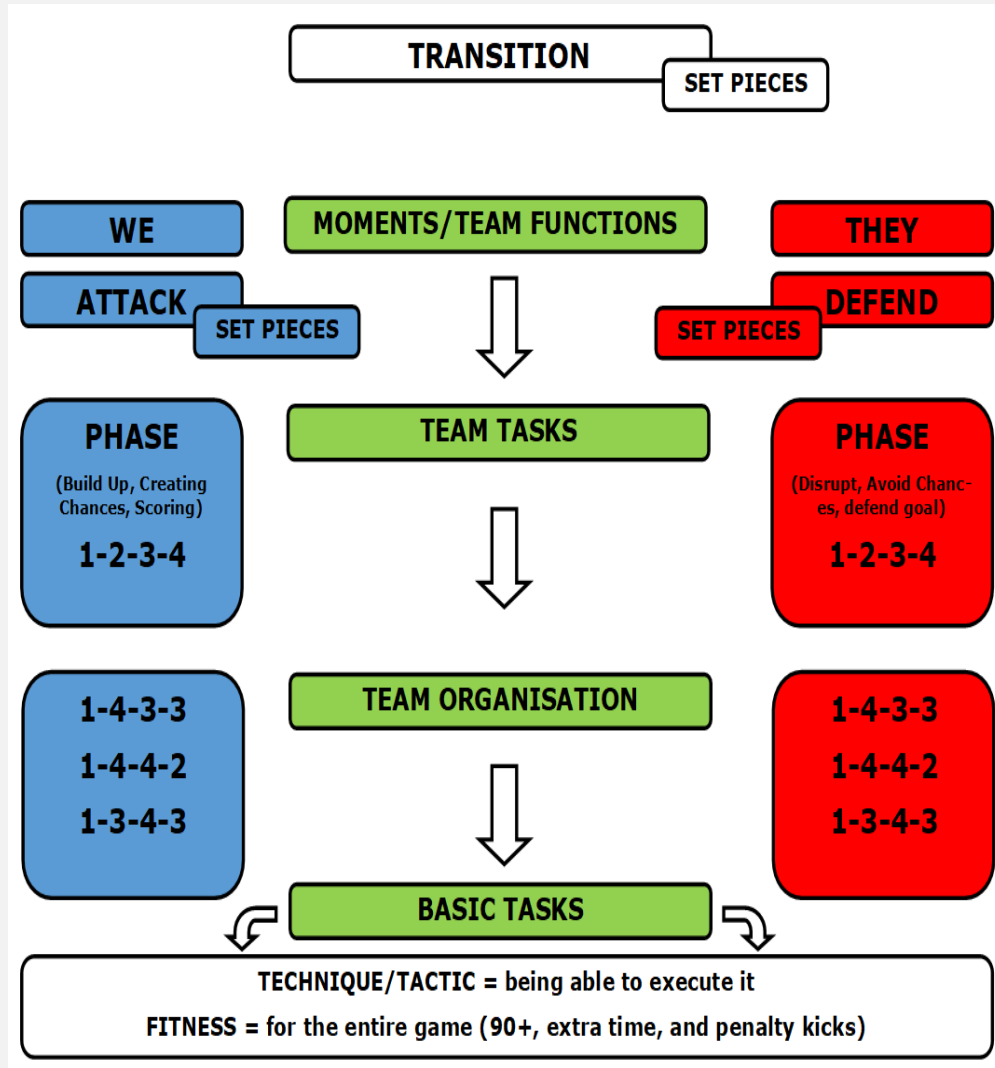 TRANSITION
SET PIECES
WE
MOMENTS/TEAM FUNCTIONS
THEY
ATTACK
SET PIECES
DEFEND
SET PIECES
PHASE
(Build Up, Creating
Chances, Scoring)
1-2-3-4
TEAM TASKS
PHASE
(Disrupt, Avoid Chanc-
es, defend goal)
1-2-3-4
1-4-3-3
1-4-4-2
1-3-4-3
TEAM ORGANISATION
1-4-3-3
1-4-4-2
1-3-4-3
BASIC TASKS
TECHNIQUE/TACTIC = being able to execute it
FITNESS = for the entire game (90+, extra time, and penalty kicks)